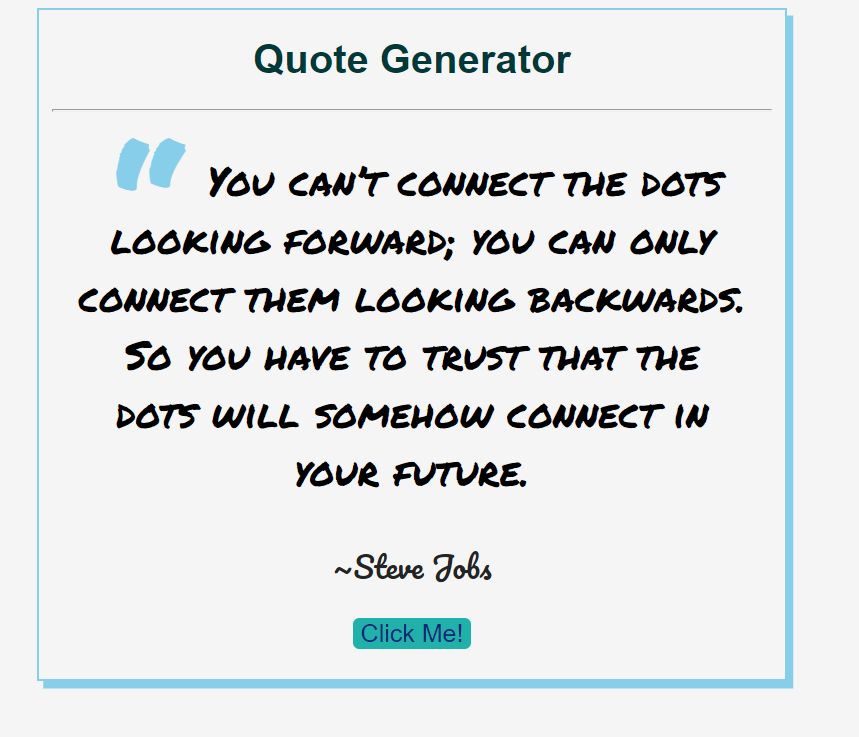 Quote Generator
" You can't connect the dots
looking forward; you can only
connect them looking backwards.
So you have to trust that the
dots will somehow connect in
your future.
~Steve Jobs
Click Me!